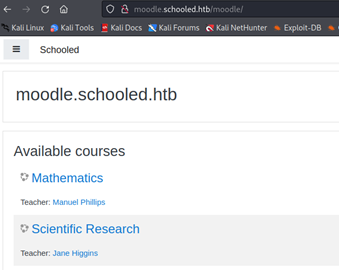 moodle.schooled.htb/moodle/
Kali Linux Kali Tools Kali Docs Kali Forums Kali NetHunter Exploit-DB
Schooled
moodle.schooled.htb
Available courses
Mathematics
Teacher: Manuel Phillips
Scientific Research
Teacher: Jane Higgins